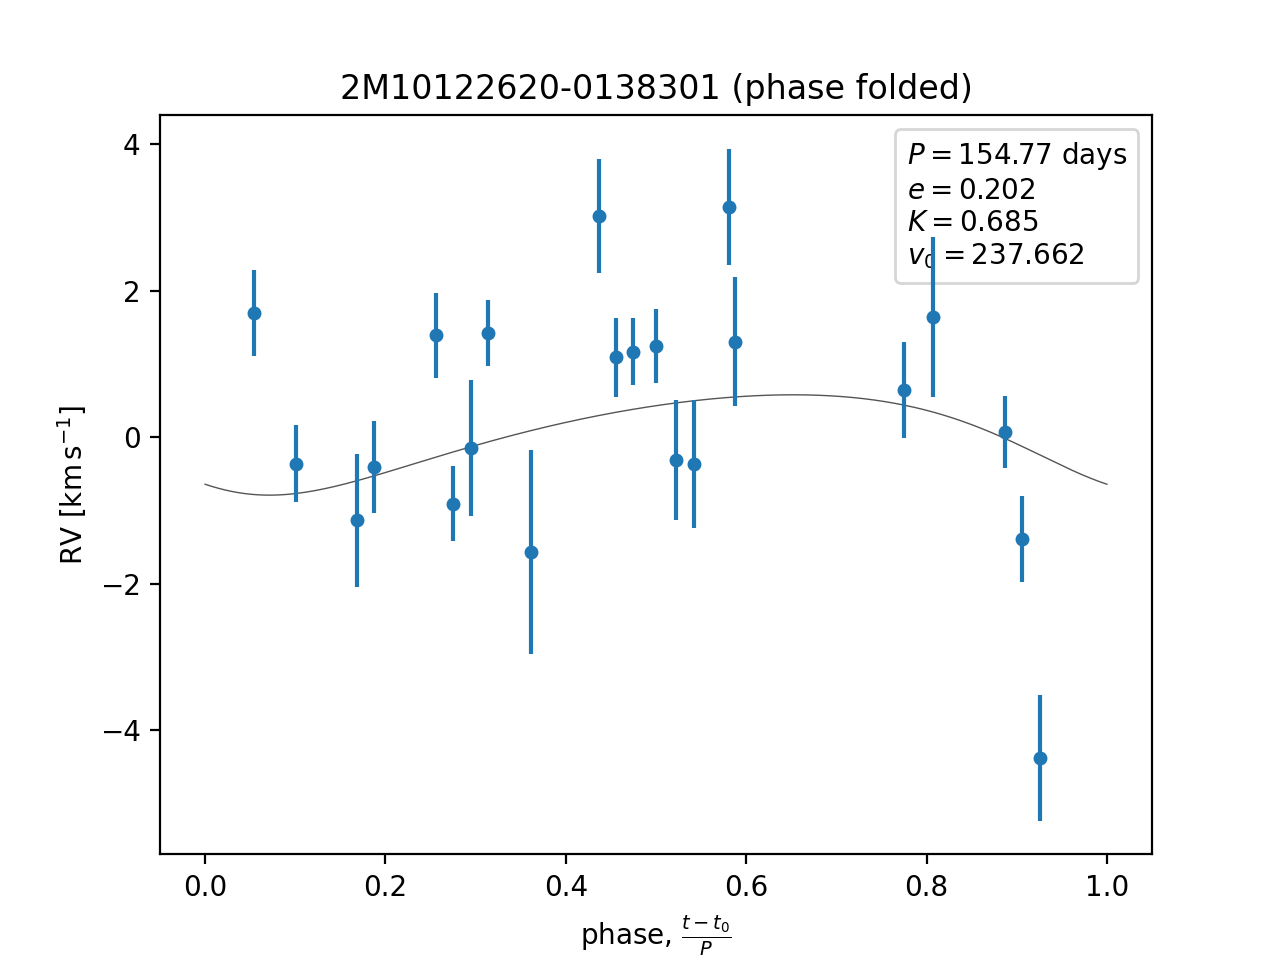 2M10122620-0138301 (phase folded)
P = 154.77 days
e = 0.202
K = 0.685
v₀ = 237.662
RV [km s⁻¹]
4
2
0
−2
−4
0.0 0.2 0.4 0.6 0.8 1.0
phase, (t − t₀)/P